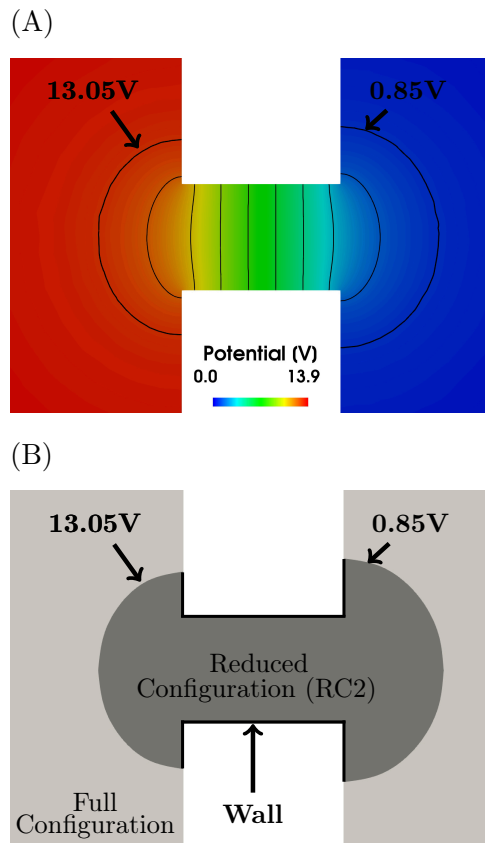 (A)
13.05V
0.85V
Potential (V)
0.0
13.9
(B)
13.05V
0.85V
Reduced
Configuration (RC2)
Full
Configuration
Wall